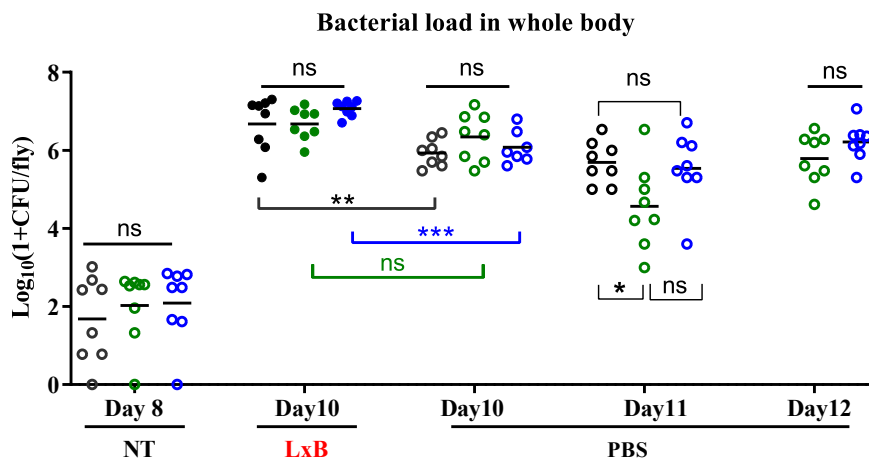 Bacterial load in whole body
Log10(1+CFU/fly)
8
6
4
2
0
ns
ns
ns
ns
ns
**
***
ns
*
ns
Day 8
Day10
Day10
Day11
Day12
NT
LxB
PBS